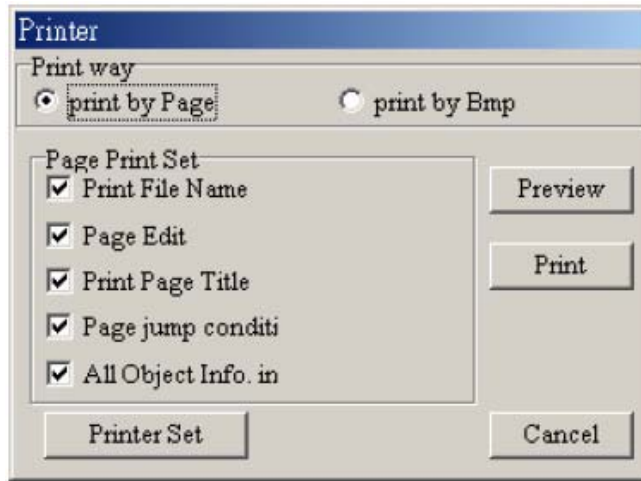 Printer
Print way
print by Page
print by Bmp
Page Print Set
Print File Name
Page Edit
Print Page Title
Page jump conditi
All Object Info. in
Preview
Print
Printer Set
Cancel